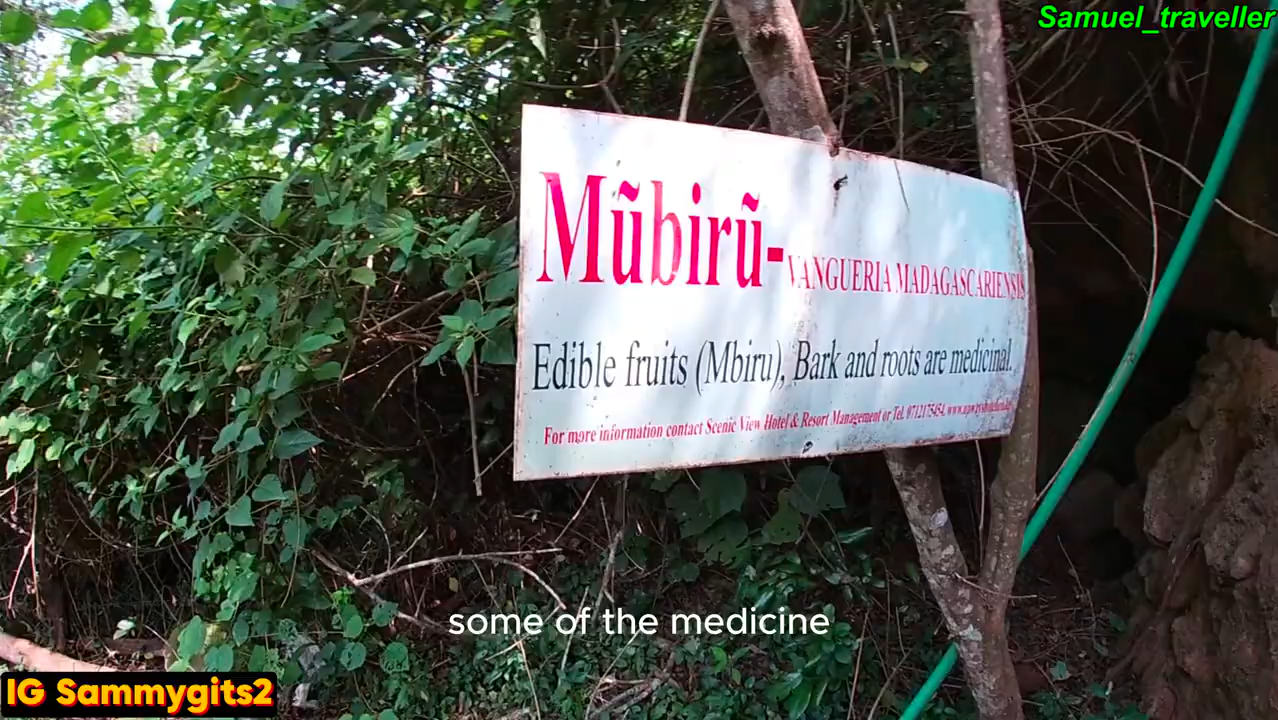 Samuel_traveller
Mũbirũ-VANGUERIA MADAGASCARIENSIS
Edible fruits (Mbiru), Bark and roots are medicinal.
For more information contact Scenic View Hotel & Resort Management or Tel. 0712175454,
some of the medicine
IG Sammygits2